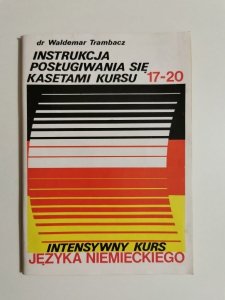 dr Waldemar Trambacz
INSTRUKCJA
POSŁUGIWANIA SIĘ
KASETAMI KURSU 17-20
INTENSYWNY KURS
JĘZYKA NIEMIECKIEGO